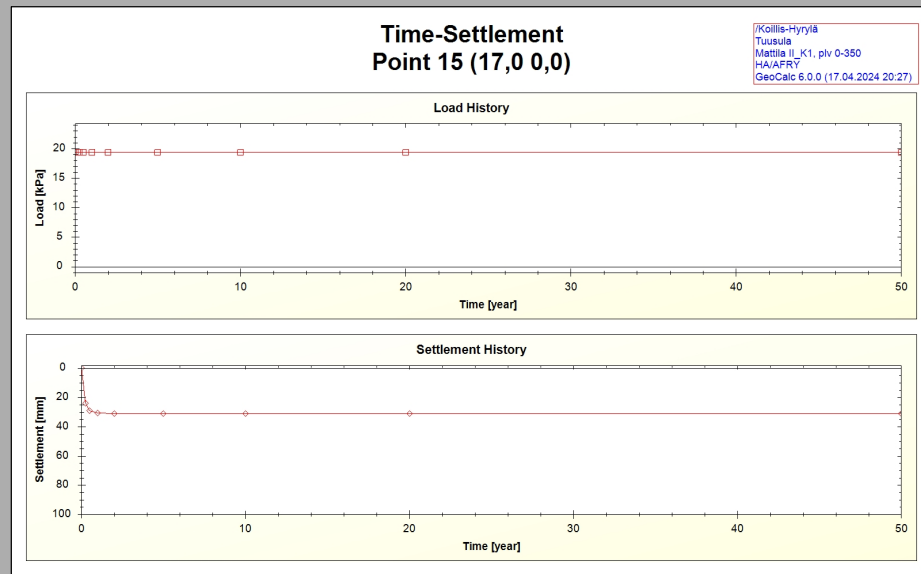 Time-Settlement
Point 15 (17,0 0,0)
/Koillis-Hyrylä
Tuusula
Mattila II_K1, plv 0-350
HA/AFRY
GeoCalc 6.0.0 (17.04.2024 20:27)
Load History
Load [kPa]
20
15
10
5
0
0 10 20 30 40 50
Time [year]
Settlement History
Settlement [mm]
0
20
40
60
80
100
0 10 20 30 40 50
Time [year]